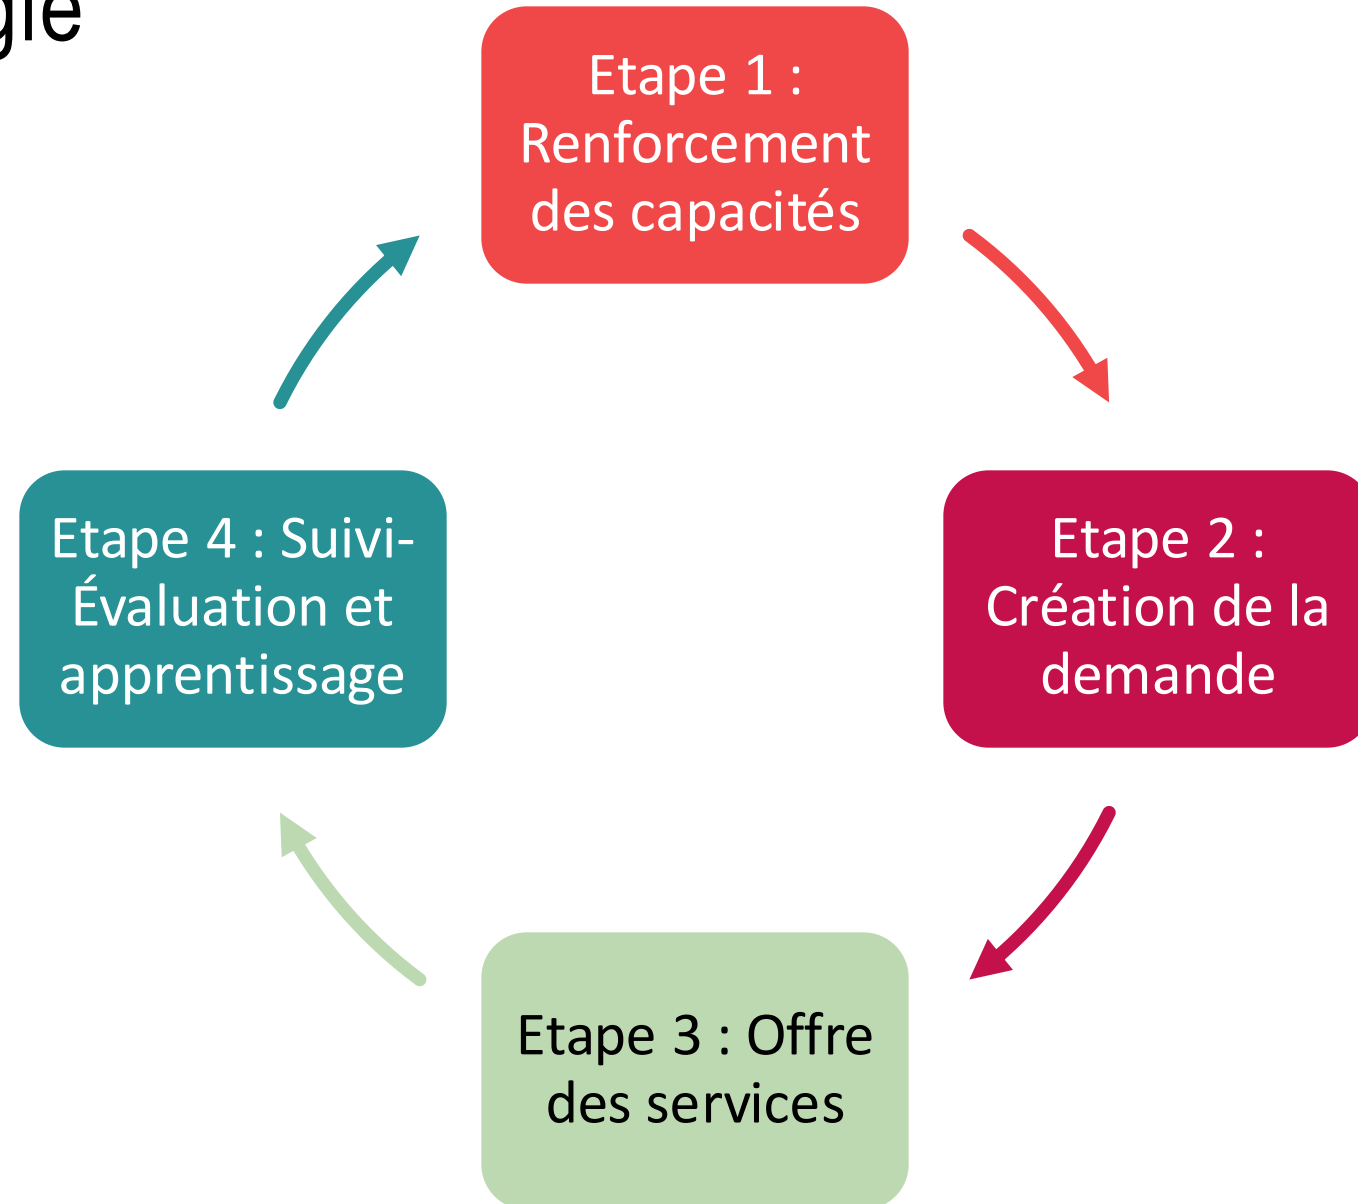 Etape 1 :
Renforcement
des capacités
Etape 2 :
Création de la
demande
Etape 3 : Offre
des services
Etape 4 : Suivi-
Évaluation et
apprentissage